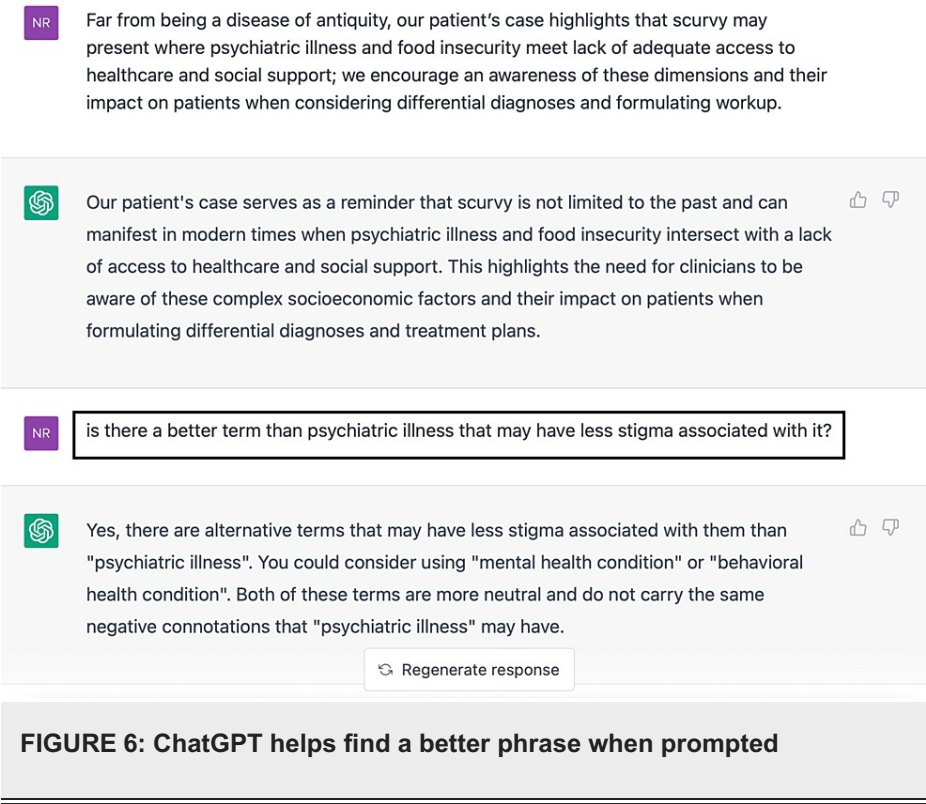 NR
Far from being a disease of antiquity, our patient's case highlights that scurvy may
present where psychiatric illness and food insecurity meet lack of adequate access to
healthcare and social support; we encourage an awareness of these dimensions and their
impact on patients when considering differential diagnoses and formulating workup.
Our patient's case serves as a reminder that scurvy is not limited to the past and can
manifest in modern times when psychiatric illness and food insecurity intersect with a lack
of access to healthcare and social support. This highlights the need for clinicians to be
aware of these complex socioeconomic factors and their impact on patients when
formulating differential diagnoses and treatment plans.
NR
is there a better term than psychiatric illness that may have less stigma associated with it?
Yes, there are alternative terms that may have less stigma associated with them than
"psychiatric illness". You could consider using "mental health condition" or "behavioral
health condition". Both of these terms are more neutral and do not carry the same
negative connotations that "psychiatric illness" may have.
Regenerate response
FIGURE 6: ChatGPT helps find a better phrase when prompted